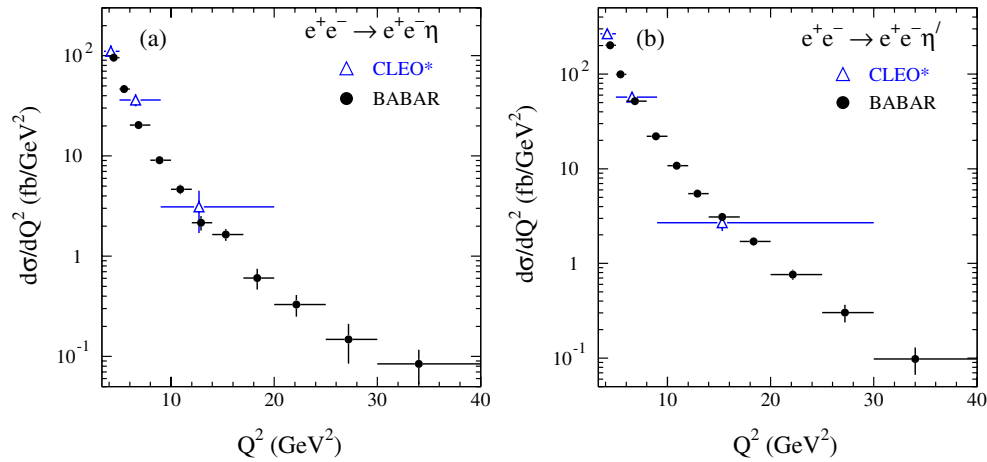 (a)
e⁺e⁻ → e⁺e⁻η
△ CLEO*
● BABAR
dσ/dQ² (fb/GeV²)
10²
10
1
10⁻¹
10 20 30 40
Q² (GeV²)
(b)
e⁺e⁻ → e⁺e⁻η′
△ CLEO*
● BABAR
dσ/dQ² (fb/GeV²)
10²
10
1
10⁻¹
10 20 30 40
Q² (GeV²)